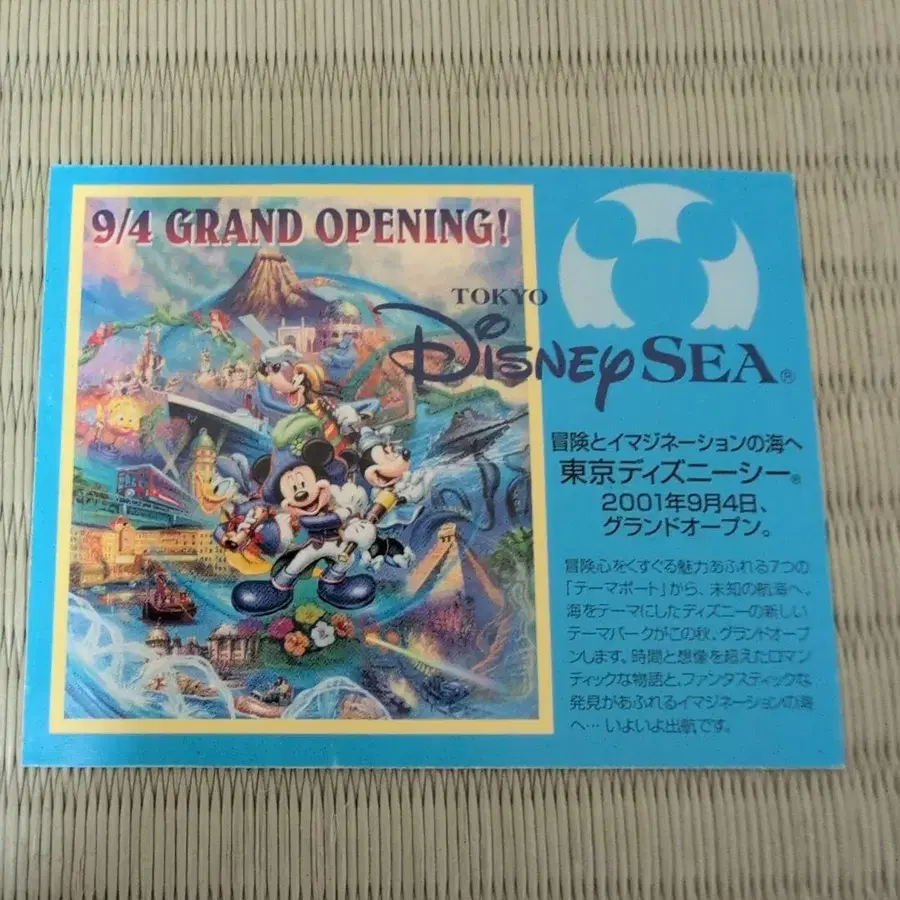 9/4 GRAND OPENING!
TOKYO
DISNEY SEA®
冒険とイマジネーションの海へ
東京ディズニーシー®
2001年9月4日、
グランドオープン。
冒険心をくすぐる魅力あふれる7つの
「テーマポート」から、未知の航海へ。
海をテーマにしたディズニーの新しい
テーマパークがこの秋、グランドオープ
ンします。時間と想像を超えたロマン
ティックな物語と、ファンタスティックな
発見があふれるイマジネーションの海
へ…いよいよ出航です。